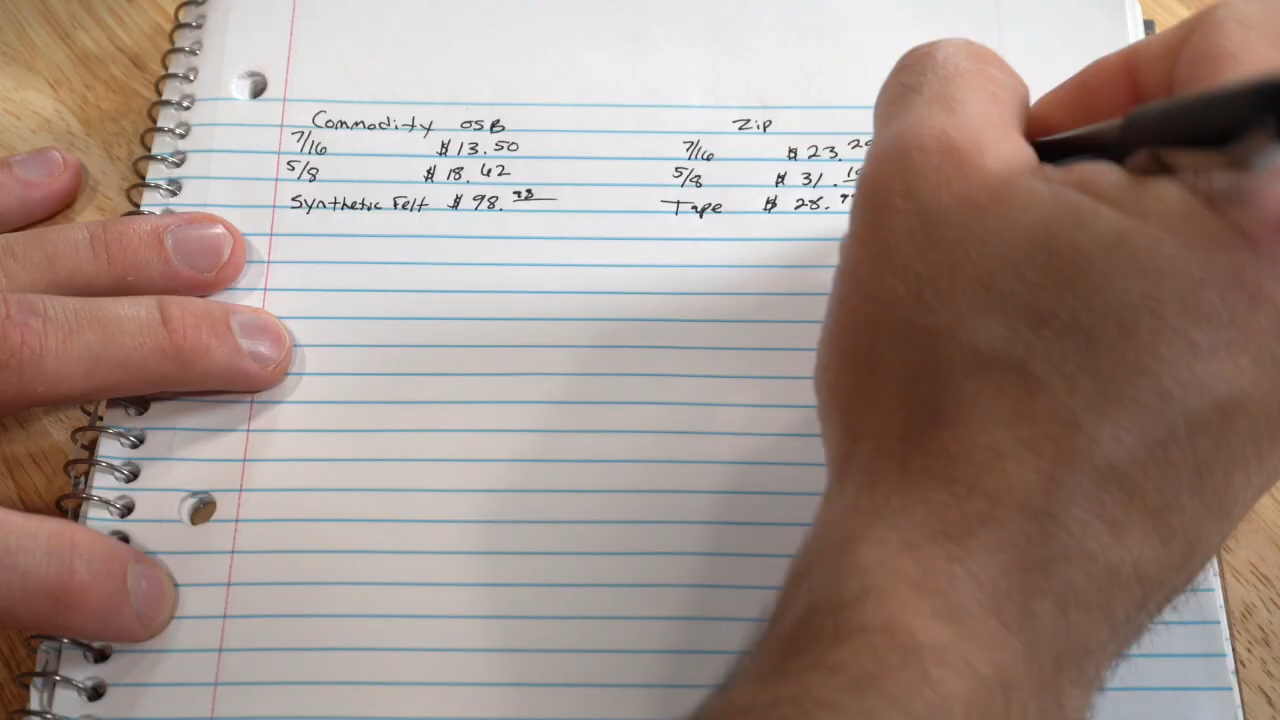 Commodity OSB
7/16 $13.50
5/8 $18.62
Synthetic Felt $98.
Zip
7/16 $23.
5/8 $31.
Tape $28.